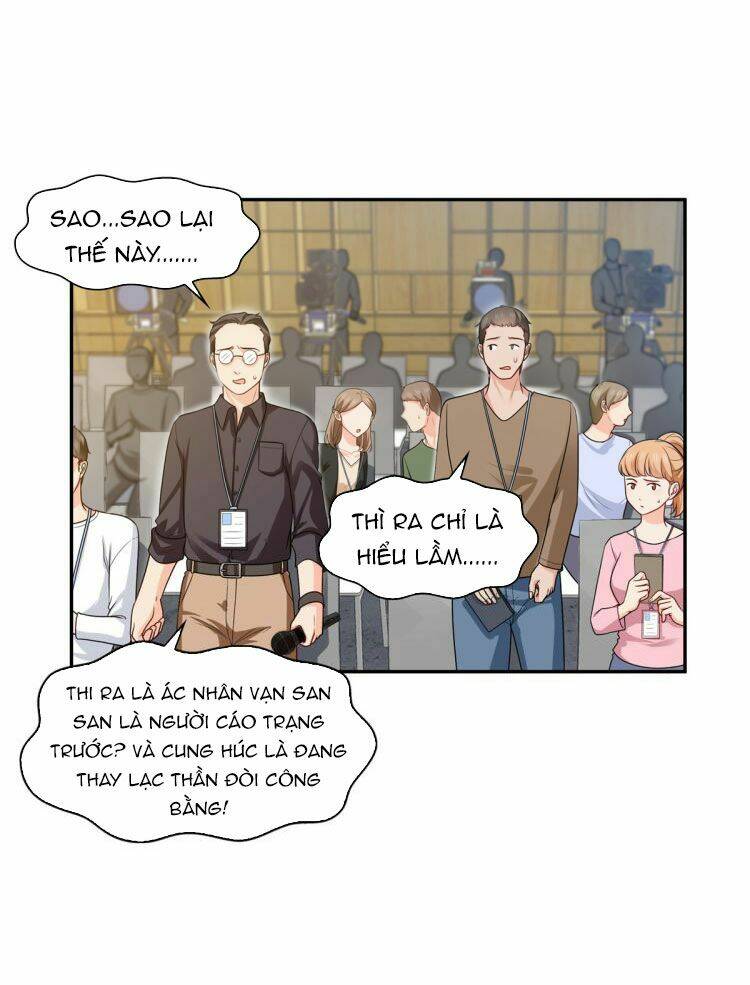 SAO...SAO LẠI
THẾ NÀY.......
THÌ RA CHỈ LÀ
HIỂU LẦM......
THI RA LÀ ÁC NHÂN VẠN SAN
SAN LÀ NGƯỜI CÁO TRẠNG
TRƯỚC? VÀ CUNG HÚC LÀ ĐANG
THAY LẠC THẦN ĐÒI CÔNG
BẰNG!